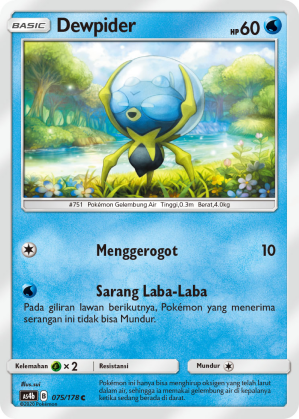 BASIC Dewpider HP60
#751 Pokémon Gelembung Air Tinggi,0.3m Berat,4.0kg
Menggerogot 10
Sarang Laba-Laba
Pada giliran lawan berikutnya, Pokémon yang menerima
serangan ini tidak bisa Mundur.
Kelemahan × 2 Resistansi Mundur
Illus.sui
AS4b B 075/178 C
Pokémon ini hanya bisa menghirup oksigen yang telah larut
dalam air, sehingga ia memakai gelembung air di kepalanya
ketika sedang berada di darat.